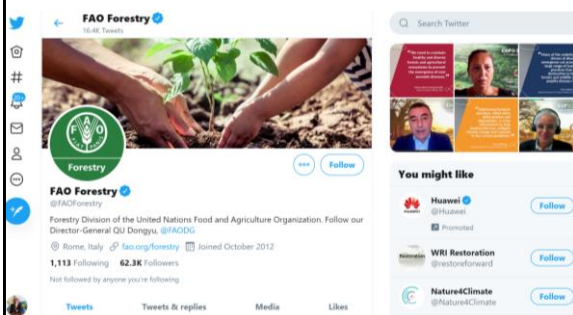 FAO Forestry
16.4K Tweets
FAO
Forestry
Follow
FAO Forestry
@FAOForestry
Forestry Division of the United Nations Food and Agriculture Organization. Follow our
Director-General QU Dongyu, @FAODG
Rome, Italy fao.org/forestry Joined October 2012
1,113 Following 62.3K Followers
Not followed by anyone you're following
Tweets Tweets & replies Media Likes
Search Twitter
You might like
Huawei
@Huawei
Promoted
Follow
WRI Restoration
@restoreforward
Follow
Nature4Climate
@Nature4Climate
Follow